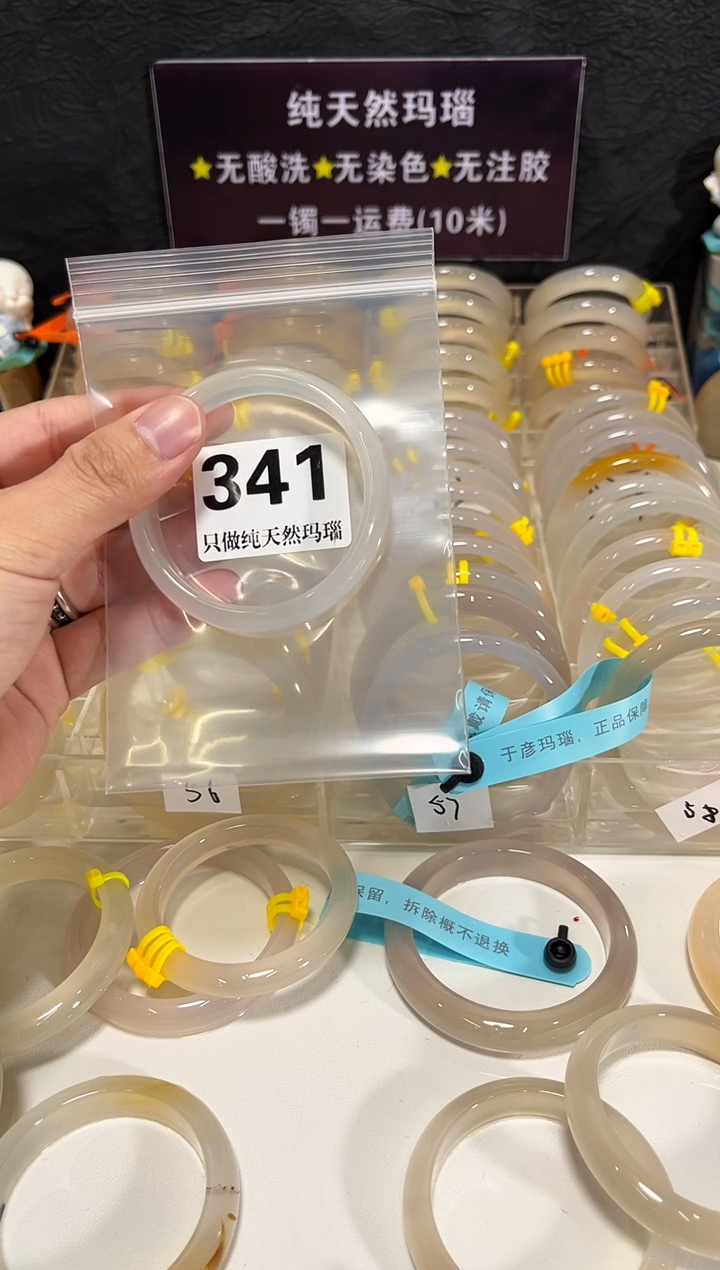 纯天然玛瑙
★无酸洗★无染色★无注胶
一镯一运费(10米)
341
只做纯天然玛瑙
于彦玛瑙，正品保障
56
57
58
保留，拆除概不退换